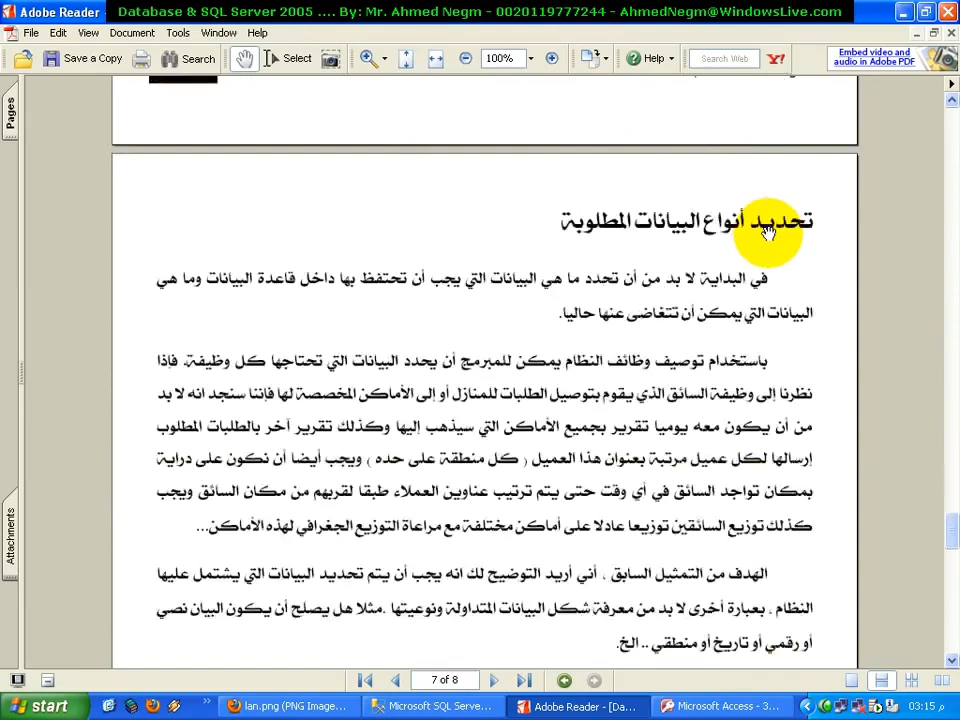 Adobe Reader
Database & SQL Server 2005 .... By: Mr. Ahmed Negm - 0020119777244 - AhmedNegm@WindowsLive.com
File Edit View Document Tools Window Help
Save a Copy Search Select 100% Help Search Web Y!
Embed video and
audio in Adobe PDF
Pages
تحديد أنواع البيانات المطلوبة
في البداية لا بد من أن تحدد ما هي البيانات التي يجب أن تحتفظ بها داخل قاعدة البيانات وما هي
البيانات التي يمكن أن تتغاضى عنها حاليا.
باستخدام توصيف وظائف النظام يمكن للمبرمج أن يحدد البيانات التي تحتاجها كل وظيفة. فإذا
نظرنا إلى وظيفة السائق الذي يقوم بتوصيل الطلبات للمنازل أو إلى الأماكن المخصصة لها فإننا سنجد انه لا بد
من أن يكون معه يوميا تقرير بجميع الأماكن التي سيذهب إليها وكذلك تقرير آخر بالطلبات المطلوب
إرسالها لكل عميل مرتبة بعنوان هذا العميل ( كل منطقة على حده ) ويجب أيضا أن نكون على دراية
بمكان تواجد السائق في أي وقت حتى يتم ترتيب عناوين العملاء طبقا لقربهم من مكان السائق ويجب
كذلك توزيع السائقين توزيعا عادلا على أماكن مختلفة مع مراعاة التوزيع الجغرافي لهذه الأماكن...
الهدف من التمثيل السابق ، أني أريد التوضيح لك انه يجب أن يتم تحديد البيانات التي يشتمل عليها
النظام ، بعبارة أخرى لا بد من معرفة شكل البيانات المتداولة ونوعيتها .مثلا هل يصلح أن يكون البيان نصي
أو رقمي أو تاريخ أو منطقي .. الخ.
Attachments
7 of 8
start
lan.png (PNG Image...
Microsoft SQL Serve...
Adobe Reader - [Da...
Microsoft Access - 3...
03:15 م